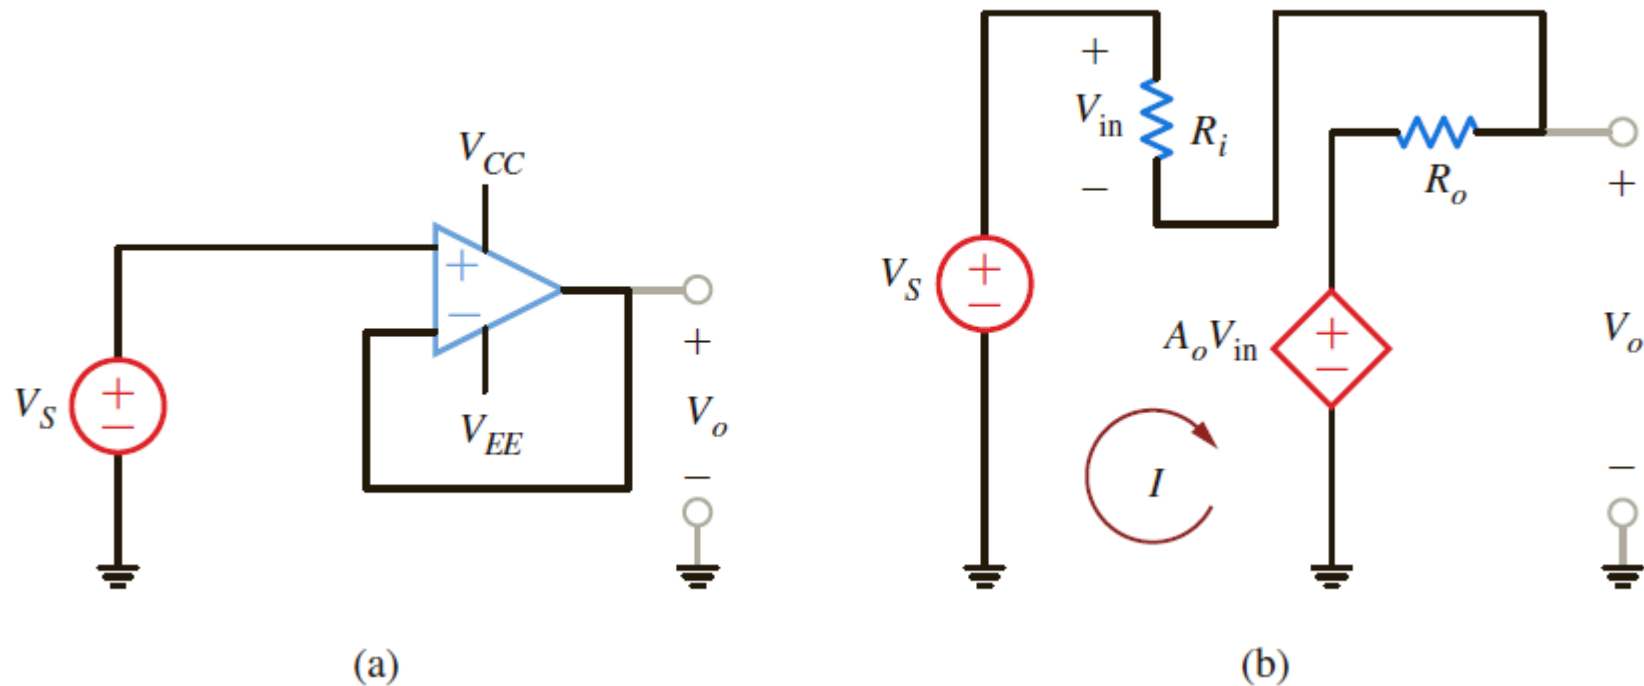 V_CC
+
−
V_S
+
−
V_EE
+
V_o
−
(a)
+
V_in
−
R_i
R_o
V_S
+
−
A_oV_in
+
−
I
+
V_o
−
(b)